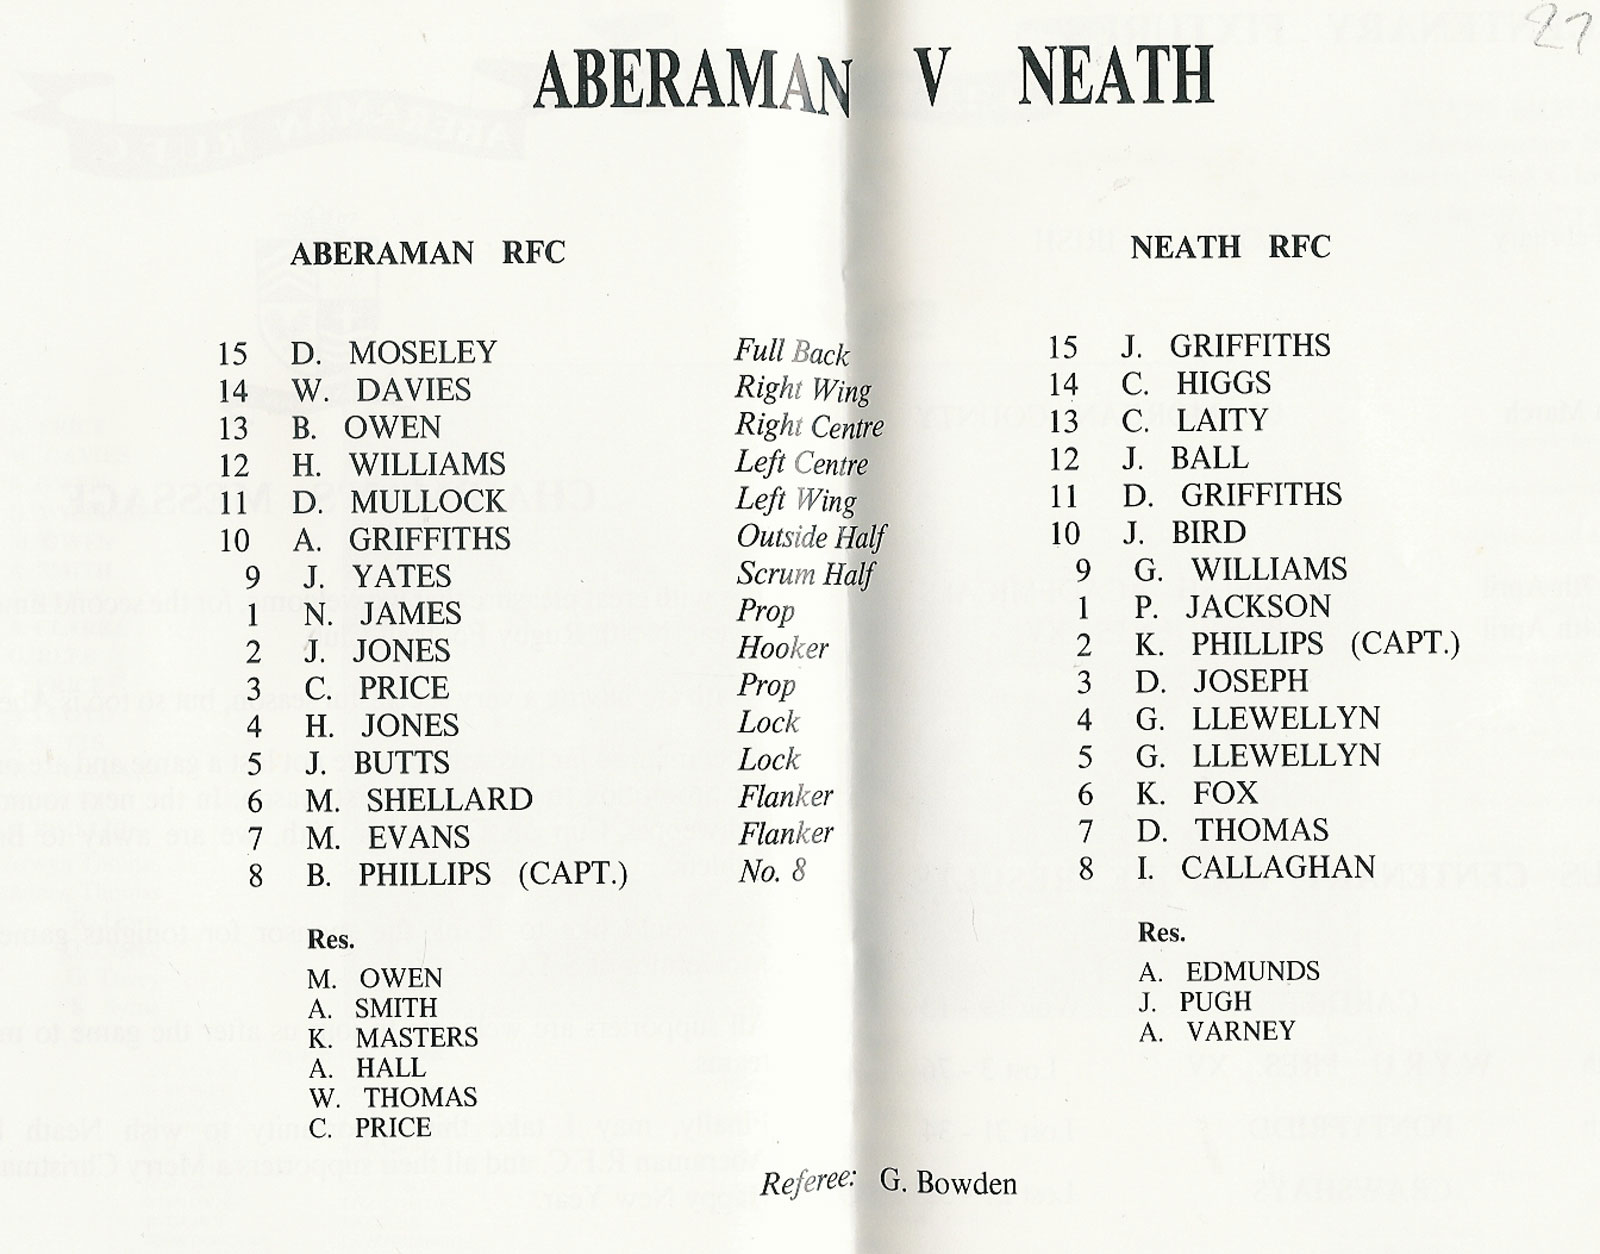 27
ABERAMAN V NEATH
ABERAMAN RFC
NEATH RFC
15 D. MOSELEY Full Back 15 J. GRIFFITHS
14 W. DAVIES Right Wing 14 C. HIGGS
13 B. OWEN Right Centre 13 C. LAITY
12 H. WILLIAMS Left Centre 12 J. BALL
11 D. MULLOCK Left Wing 11 D. GRIFFITHS
10 A. GRIFFITHS Outside Half 10 J. BIRD
9 J. YATES Scrum Half 9 G. WILLIAMS
1 N. JAMES Prop 1 P. JACKSON
2 J. JONES Hooker 2 K. PHILLIPS (CAPT.)
3 C. PRICE Prop 3 D. JOSEPH
4 H. JONES Lock 4 G. LLEWELLYN
5 J. BUTTS Lock 5 G. LLEWELLYN
6 M. SHELLARD Flanker 6 K. FOX
7 M. EVANS Flanker 7 D. THOMAS
8 B. PHILLIPS (CAPT.) No. 8 8 I. CALLAGHAN
Res.
M. OWEN
A. SMITH
K. MASTERS
A. HALL
W. THOMAS
C. PRICE
Res.
A. EDMUNDS
J. PUGH
A. VARNEY
Referee: G. Bowden